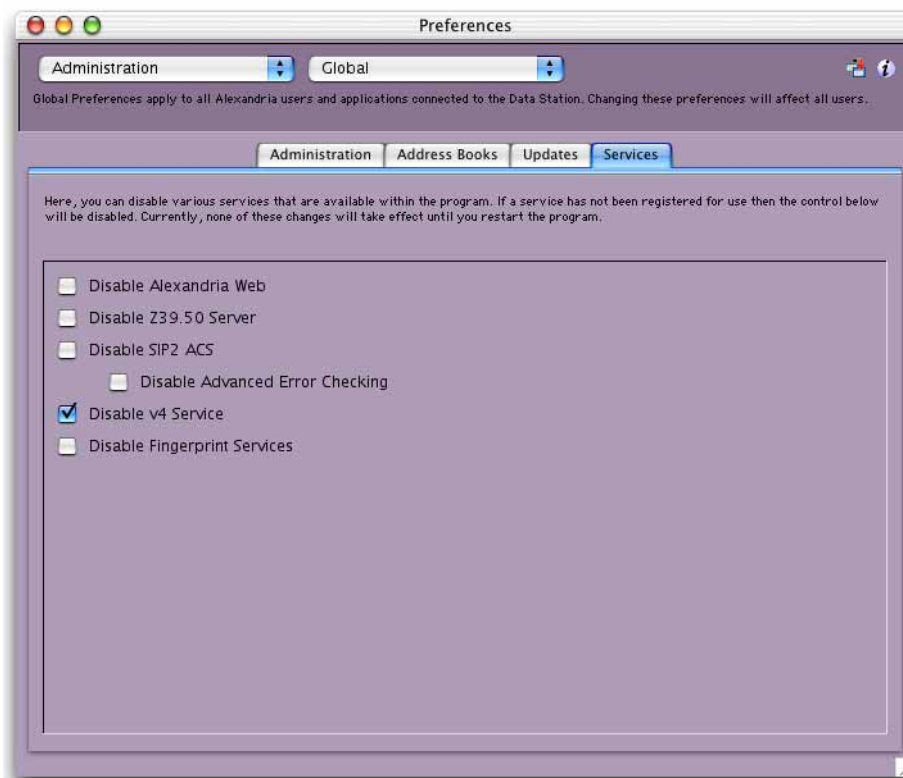 Preferences
Administration
Global
Global Preferences apply to all Alexandria users and applications connected to the Data Station. Changing these preferences will affect all users.
Administration
Address Books
Updates
Services
Here, you can disable various services that are available within the program. If a service has not been registered for use then the control below
will be disabled. Currently, none of these changes will take effect until you restart the program.
Disable Alexandria Web
Disable Z39.50 Server
Disable SIP2 ACS
Disable Advanced Error Checking
Disable v4 Service
Disable Fingerprint Services